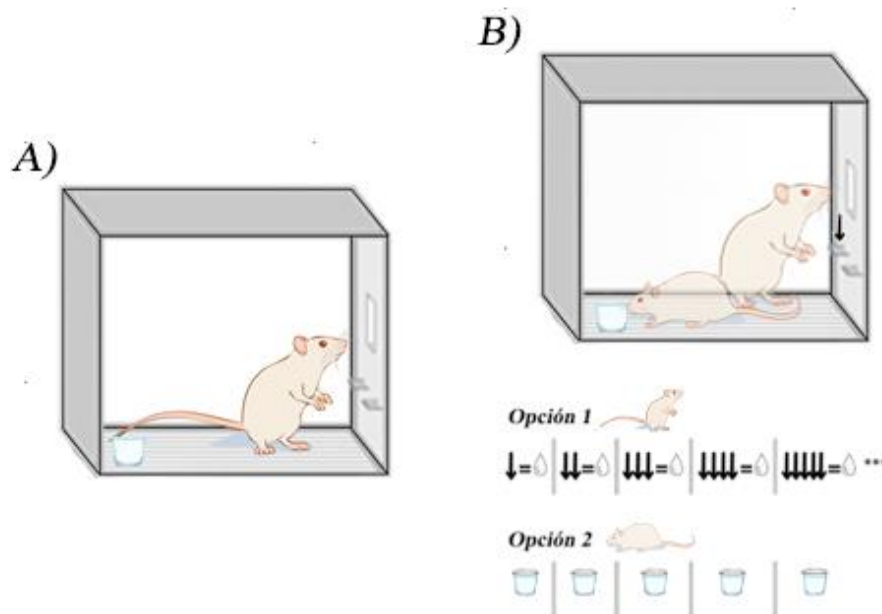 A)
B)
Opción 1
= = = = = ...
Opción 2